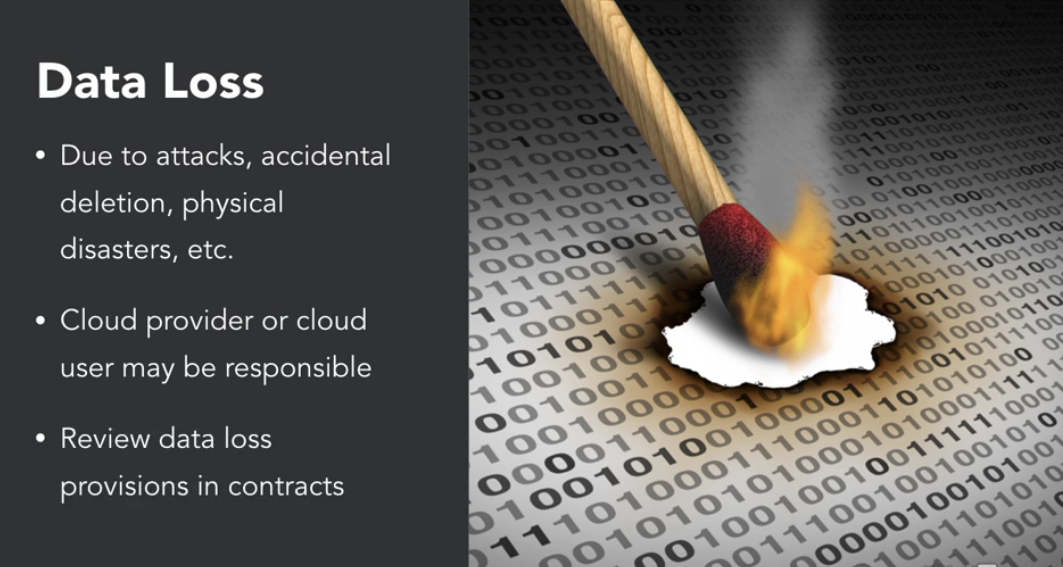 Data Loss
• Due to attacks, accidental
deletion, physical
disasters, etc.
• Cloud provider or cloud
user may be responsible
• Review data loss
provisions in contracts